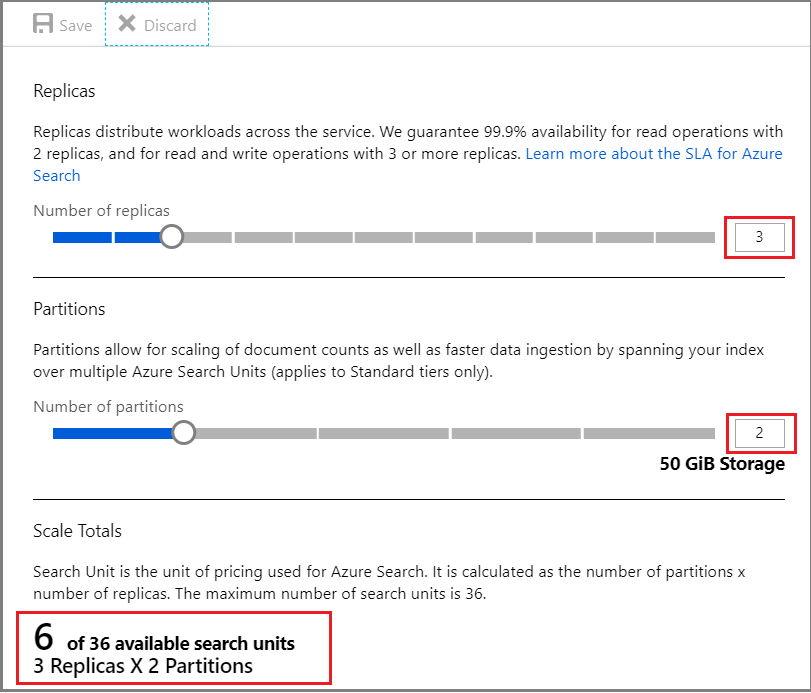 Save Discard
Replicas
Replicas distribute workloads across the service. We guarantee 99.9% availability for read operations with
2 replicas, and for read and write operations with 3 or more replicas. Learn more about the SLA for Azure
Search
Number of replicas
3
Partitions
Partitions allow for scaling of document counts as well as faster data ingestion by spanning your index
over multiple Azure Search Units (applies to Standard tiers only).
Number of partitions
2
50 GiB Storage
Scale Totals
Search Unit is the unit of pricing used for Azure Search. It is calculated as the number of partitions x
number of replicas. The maximum number of search units is 36.
6 of 36 available search units
3 Replicas X 2 Partitions